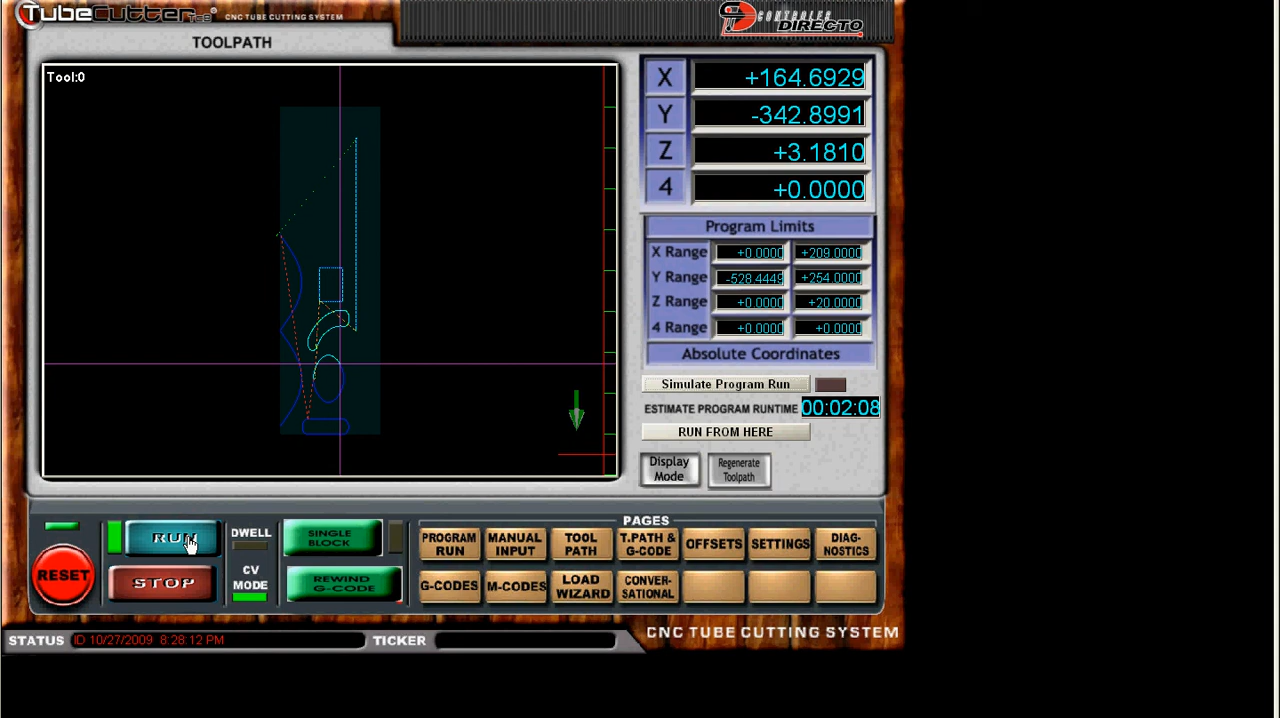 TubeCutter CNC TUBE CUTTING SYSTEM
CONTROLES DIRECTO
TOOLPATH
Tool:0
X +164.6929
Y -342.8991
Z +3.1810
4 +0.0000
Program Limits
X Range +0.0000 +209.0000
Y Range -528.4449 +254.0000
Z Range +0.0000 +20.0000
4 Range +0.0000 +0.0000
Absolute Coordinates
Simulate Program Run
ESTIMATE PROGRAM RUNTIME 00:02:08
RUN FROM HERE
Display Mode
Regenerate Toolpath
RESET
RUN
STOP
DWELL
CV MODE
SINGLE BLOCK
REWIND G-CODE
PAGES
PROGRAM RUN
MANUAL INPUT
TOOL PATH
T.PATH & G-CODE
OFFSETS
SETTINGS
DIAG-NOSTICS
G-CODES
M-CODES
LOAD WIZARD
CONVER-SATIONAL
STATUS ID 10/27/2009 8:28:12 PM
TICKER
CNC TUBE CUTTING SYSTEM